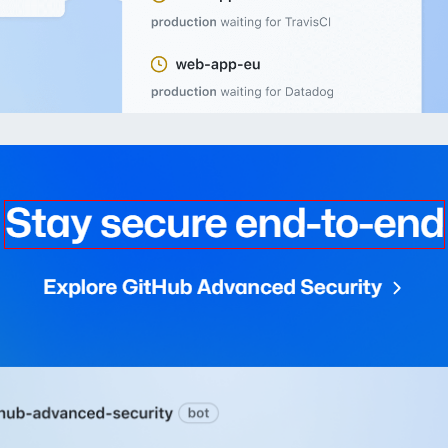 production waiting for TravisCI
web-app-eu
production waiting for Datadog
Stay secure end-to-end
Explore GitHub Advanced Security
hub-advanced-security bot